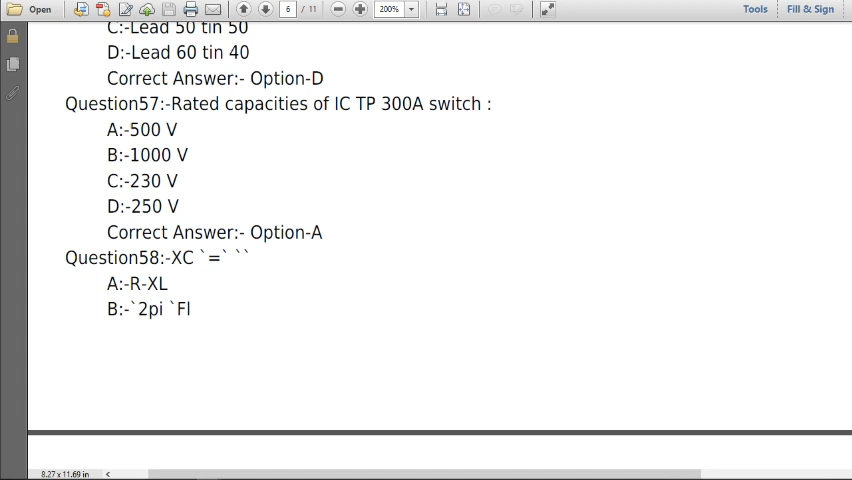 Open
6 / 11
200%
Tools
Fill & Sign
C:-Lead 50 tin 50
D:-Lead 60 tin 40
Correct Answer:- Option-D
Question57:-Rated capacities of IC TP 300A switch :
A:-500 V
B:-1000 V
C:-230 V
D:-250 V
Correct Answer:- Option-A
Question58:-XC `=` ``
A:-R-XL
B:-`2pi `Fl
8.27 x 11.69 in